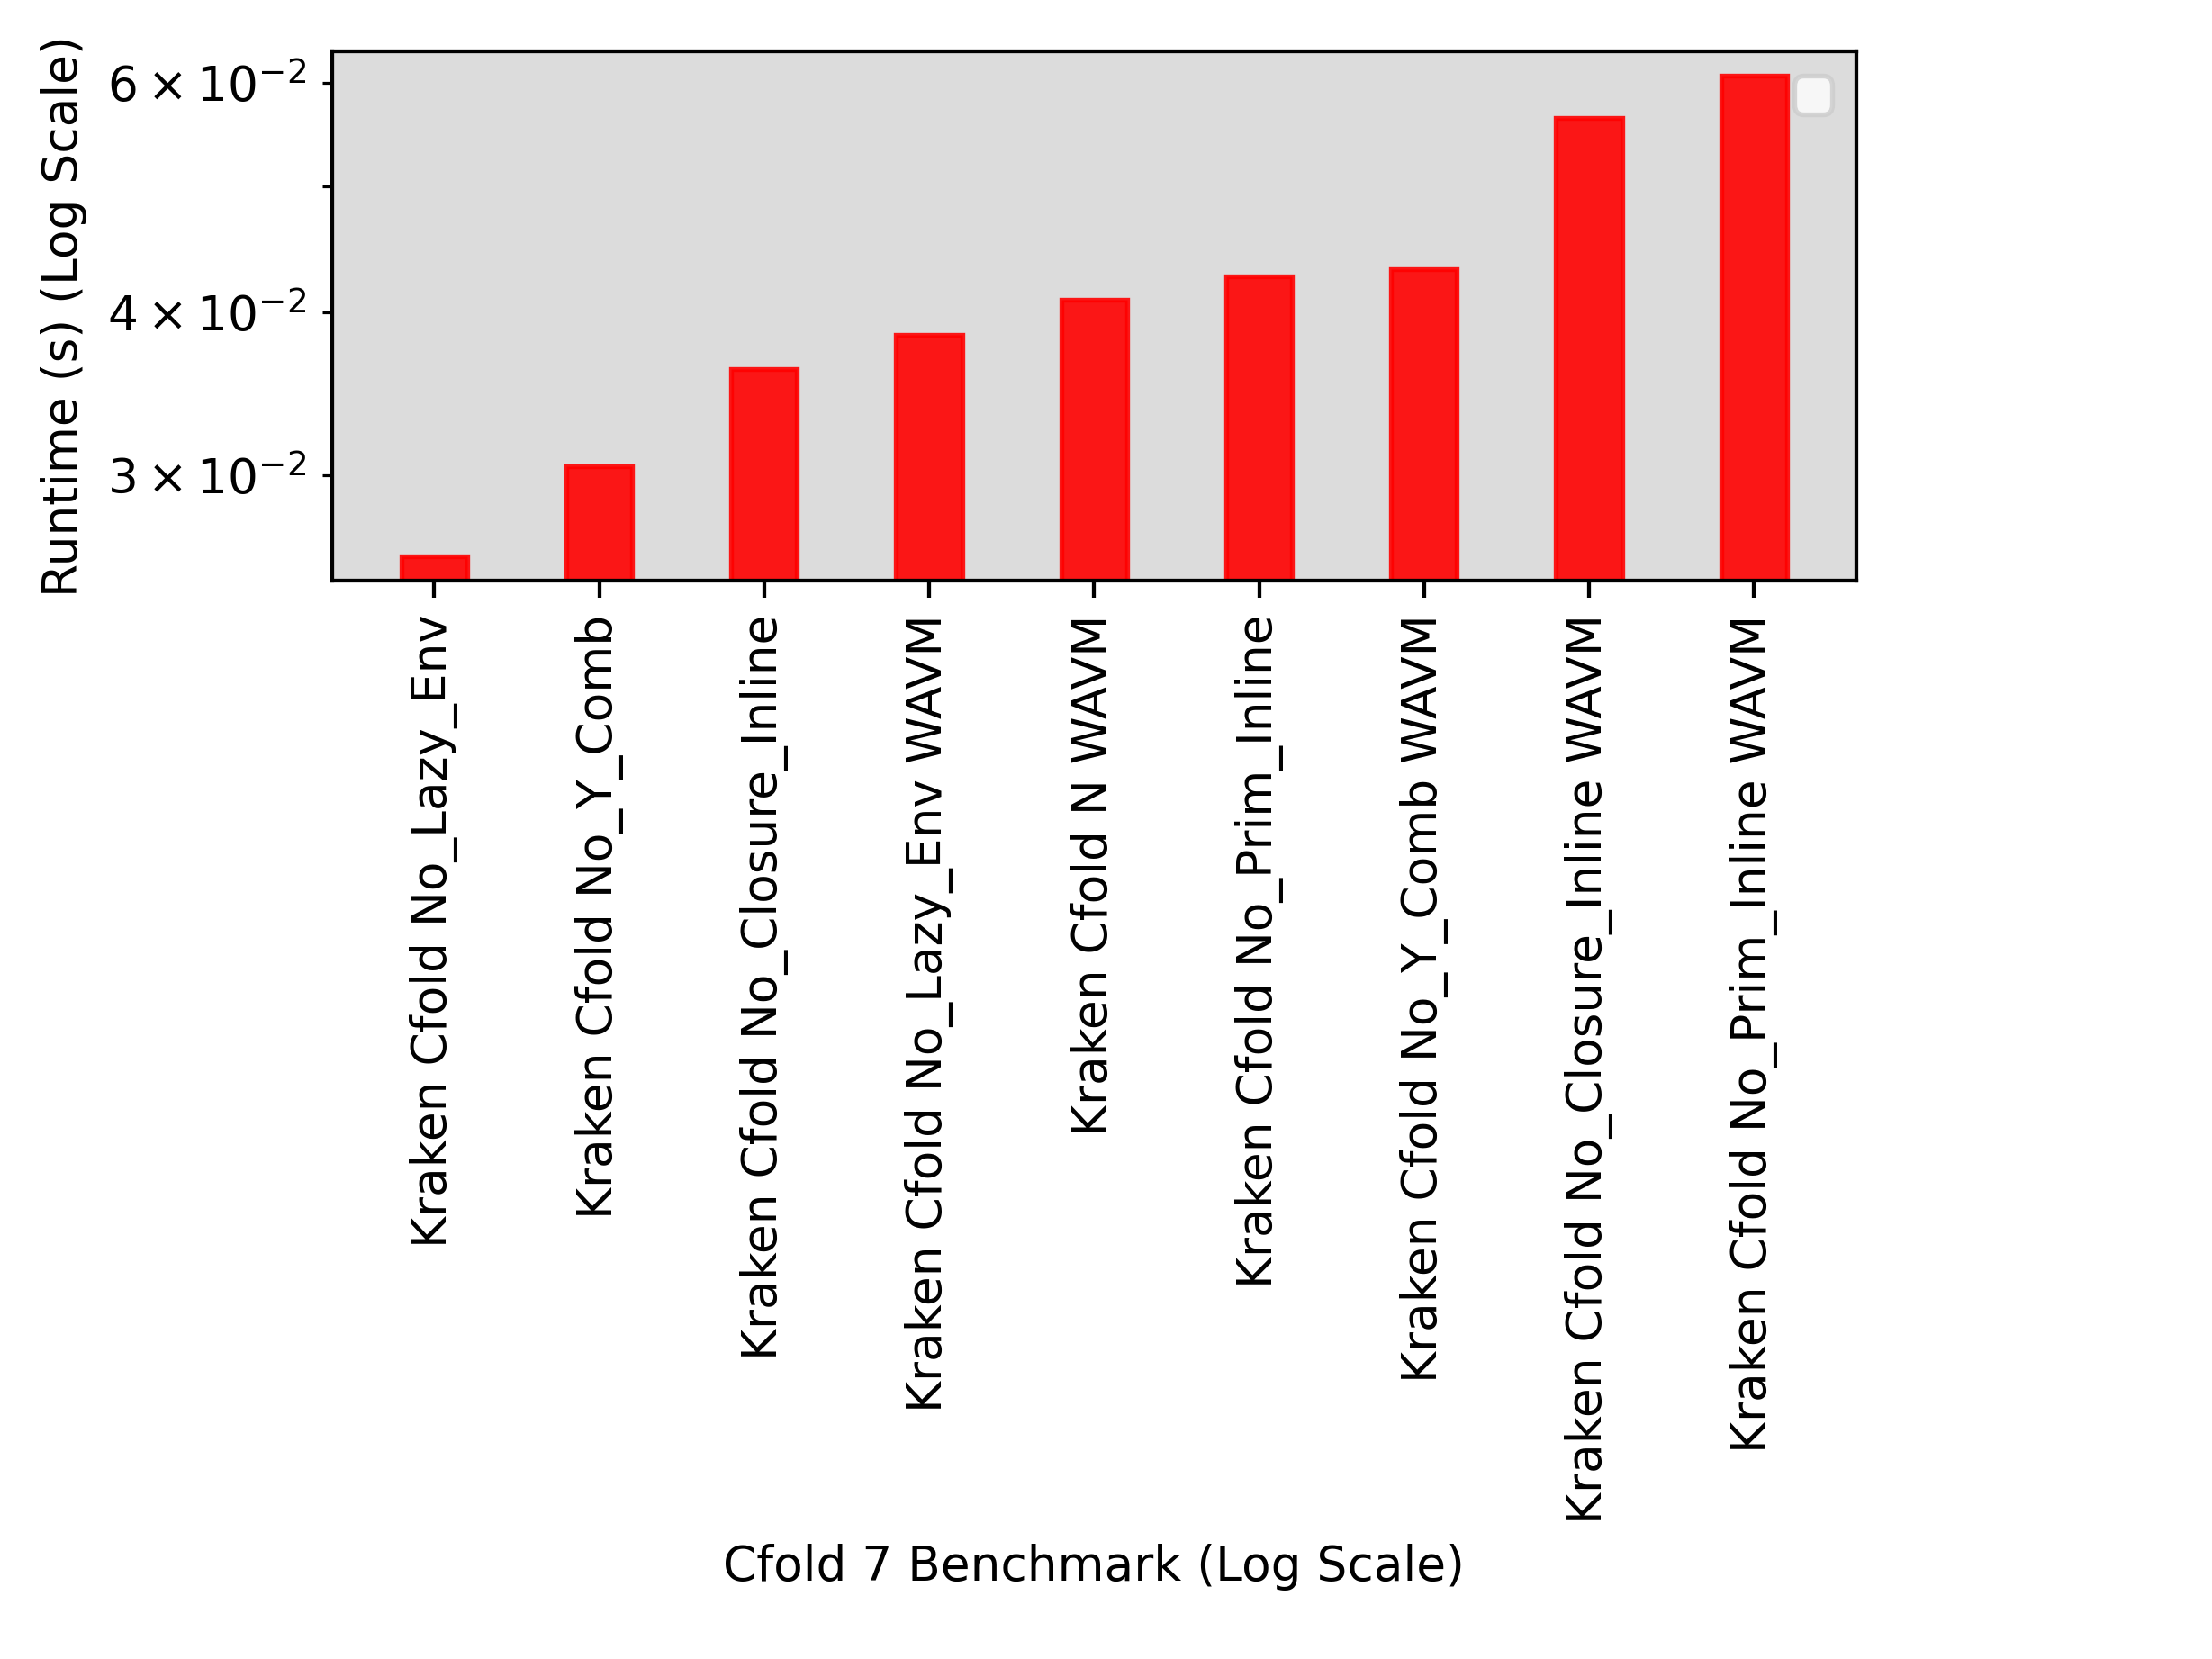 Runtime (s) (Log Scale)
6 × 10⁻²
4 × 10⁻²
3 × 10⁻²
Kraken Cfold No_Lazy_Env
Kraken Cfold No_Y_Comb
Kraken Cfold No_Closure_Inline
Kraken Cfold No_Lazy_Env WAVM
Kraken Cfold N WAVM
Kraken Cfold No_Prim_Inline
Kraken Cfold No_Y_Comb WAVM
Kraken Cfold No_Closure_Inline WAVM
Kraken Cfold No_Prim_Inline WAVM
Cfold 7 Benchmark (Log Scale)